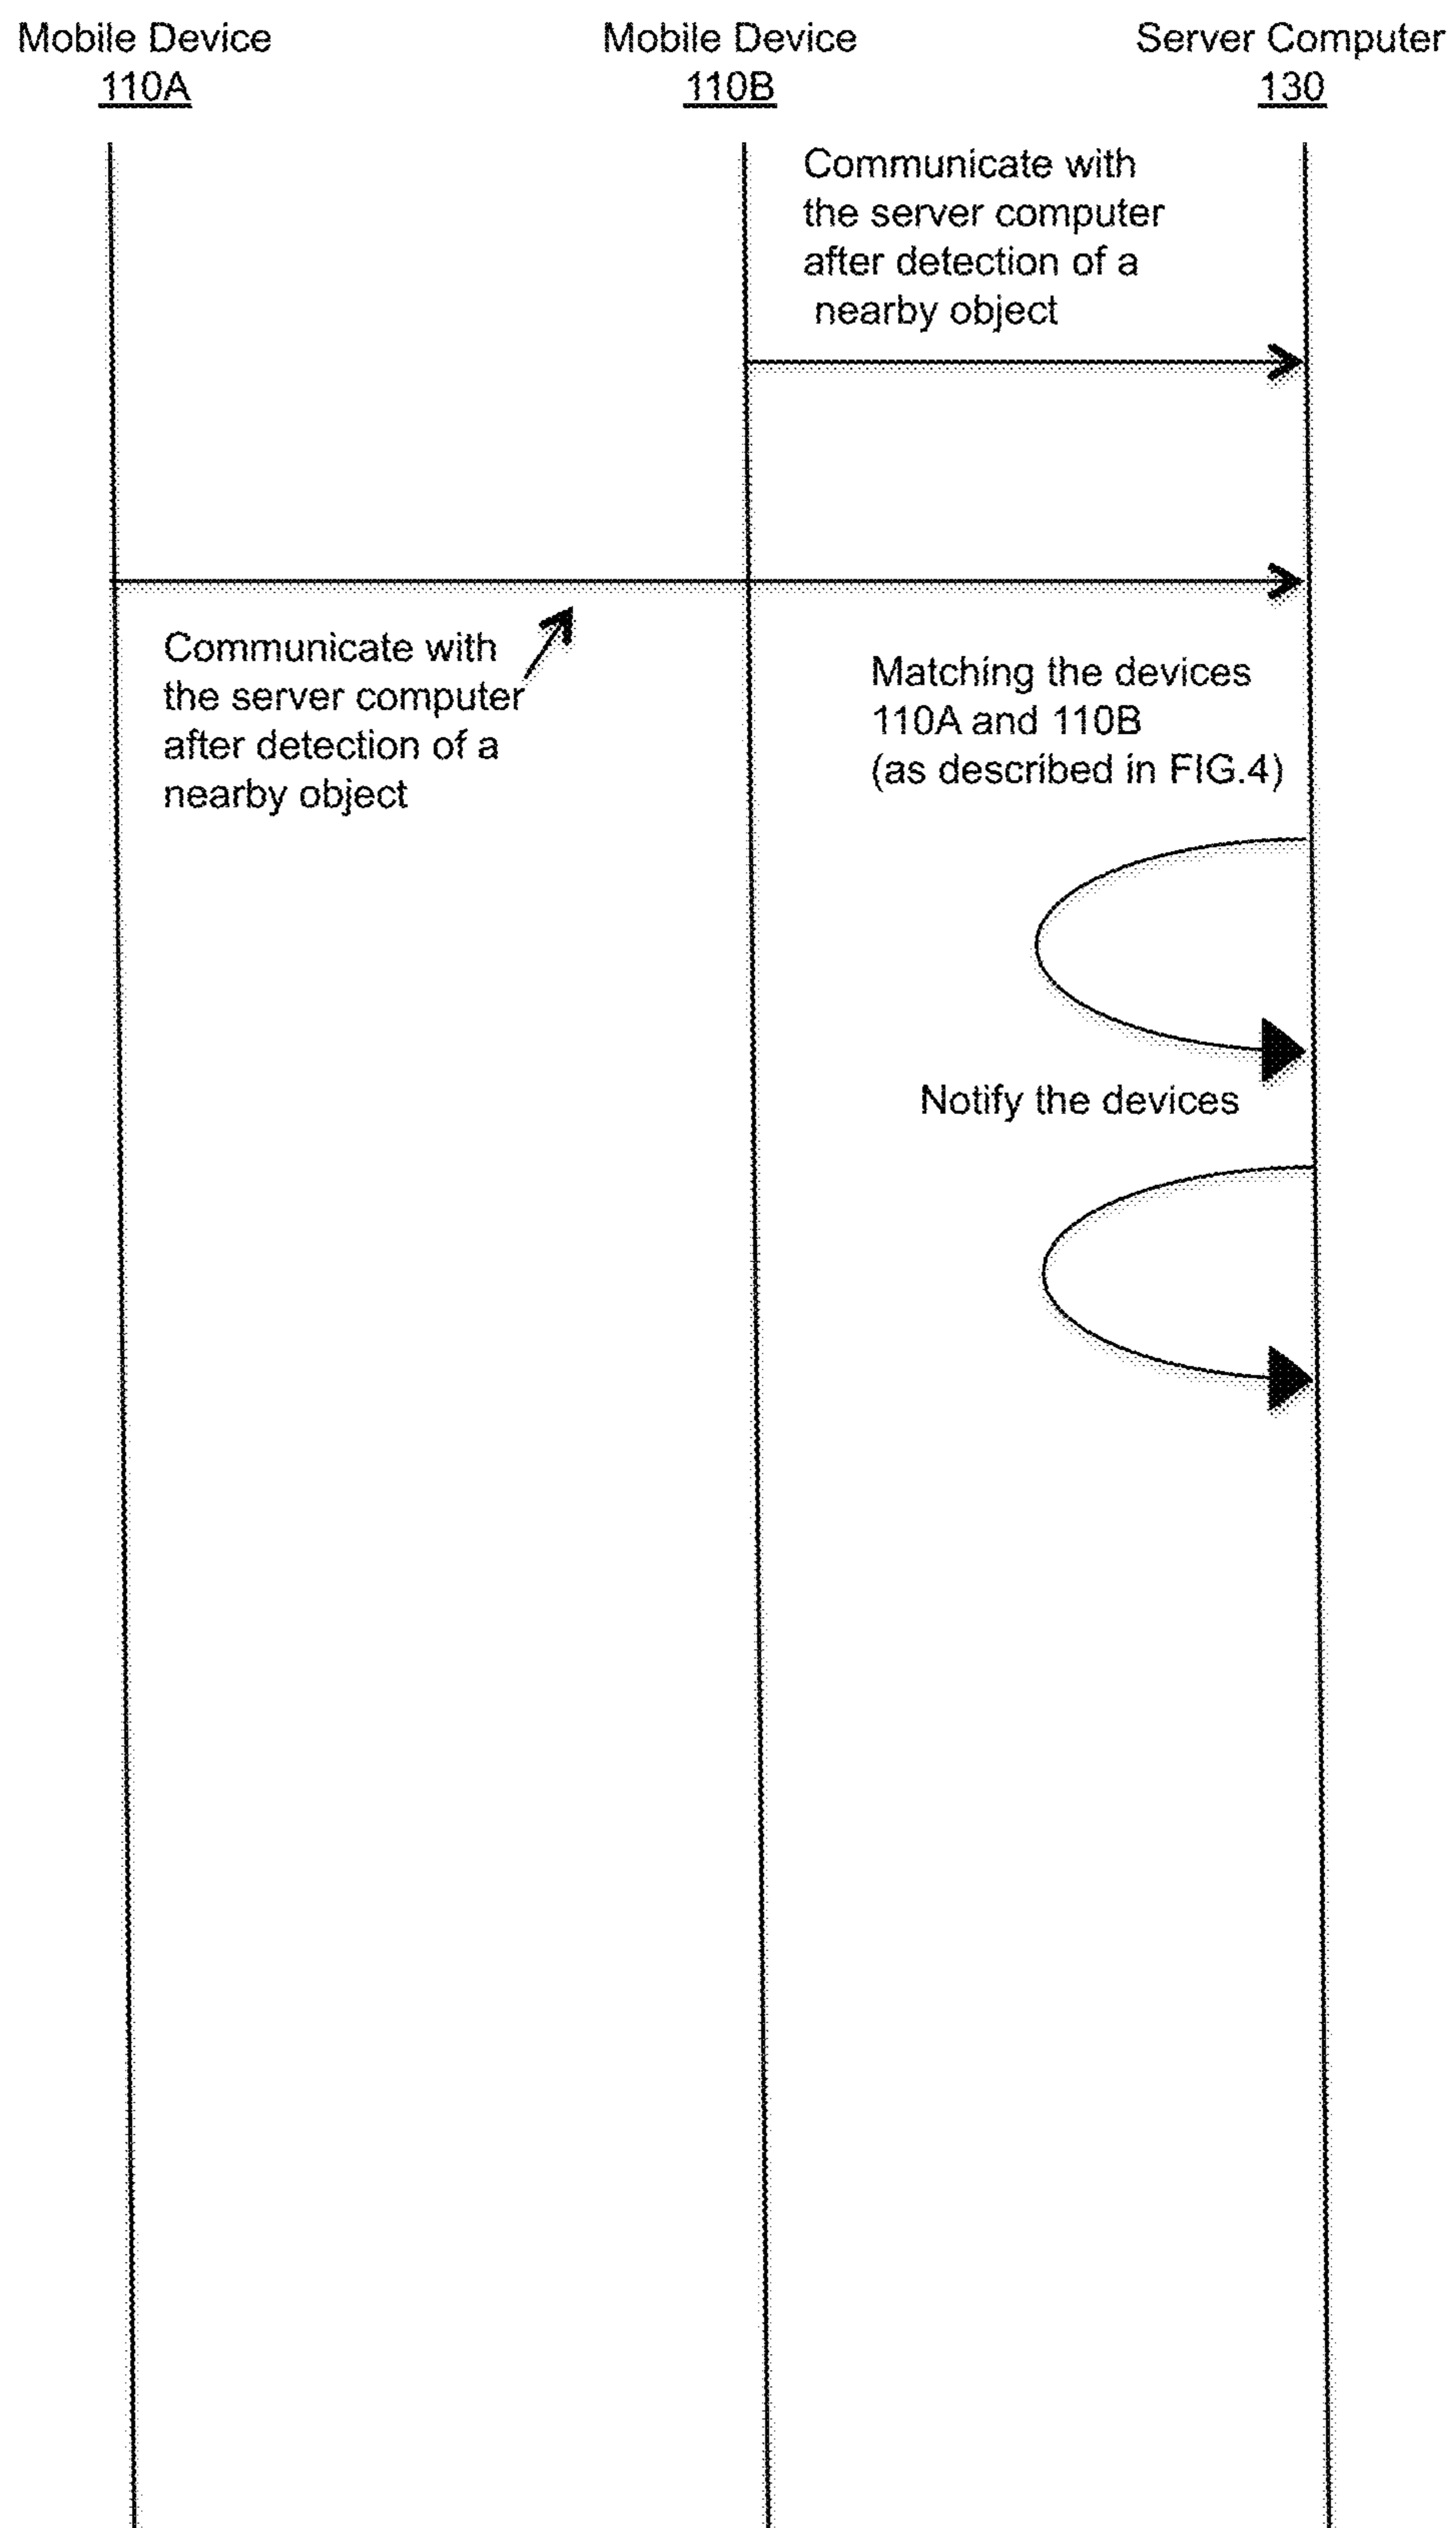 Mobile Device
110A
Mobile Device
110B
Server Computer
130
Communicate with
the server computer
after detection of a
nearby object
Communicate with
the server computer
after detection of a
nearby object
Matching the devices
110A and 110B
(as described in FIG.4)
Notify the devices